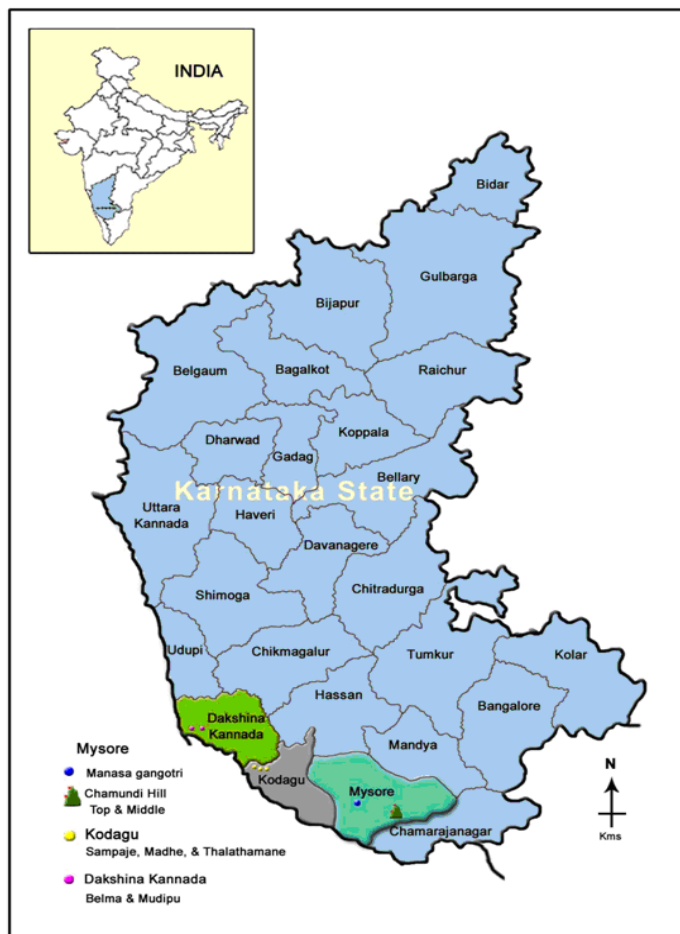 INDIA
Bidar
Gulbarga
Bijapur
Belgaum
Bagalkot
Raichur
Dharwad
Koppala
Gadag
Bellary
Karnataka State
Uttara
Kannada
Haveri
Davanagere
Shimoga
Chitradurga
Udupi
Chikmagalur
Tumkur
Kolar
Hassan
Bangalore
Dakshina
Kannada
Mandya
Kodagu
Mysore
Chamarajanagar
N
Kms
Mysore
Manasa gangotri
Chamundi Hill
Top & Middle
Kodagu
Sampaje, Madhe, & Thalathamane
Dakshina Kannada
Belma & Mudipu